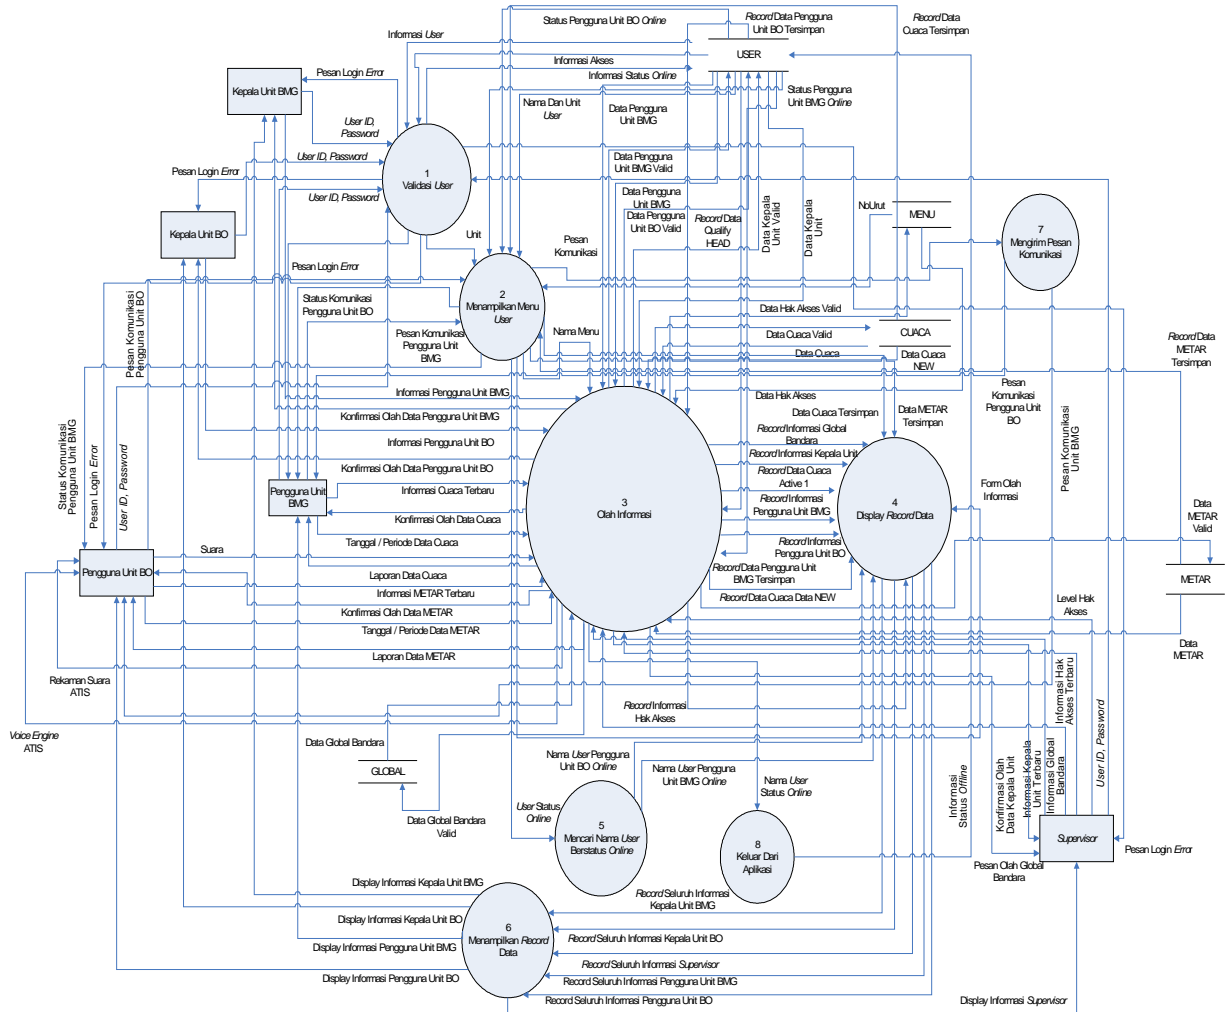 Status Pengguna Unit BO Online
Record Data Pengguna
Unit BO Tersimpan
Record Data
Cuaca Tersimpan
Informasi User
USER
Informasi Akses
Pesan Login Error
Informasi Status Online
Kepala Unit BMG
Status Pengguna
Unit BMG Online
Nama Dan Unit
User
Data Pengguna
Unit BMG
User ID,
Password
User ID, Password
Data Pengguna
Unit BMG Valid
Pesan Login Error
1
Validasi User
User ID, Password
Data Pengguna
Unit BMG
Data Pengguna
Unit BO Valid
Record Data
Qualify
HEAD
Data Kepala
Unit Valid
Data Kepala
Unit
NoUrut
MENU
7
Mengirim Pesan
Komunikasi
Kepala Unit BO
Unit
Pesan
Komunikasi
Pesan Login Error
2
Menampilkan Menu
User
Status Komunikasi
Pengguna Unit BO
Pesan Komunikasi
Pengguna Unit BO
Pesan Komunikasi
Pengguna Unit
BMG
Nama Menu
Data Hak Akses Valid
Data Cuaca Valid
CUACA
Data Cuaca
Data Cuaca
NEW
Record Data
METAR
Tersimpan
Pesan
Komunikasi
Pengguna Unit
BO
Informasi Pengguna Unit BMG
Data Hak Akses
Konfirmasi Olah Data Pengguna Unit BMG
Data Cuaca Tersimpan
Data METAR
Tersimpan
Record Informasi Global
Bandara
Informasi Pengguna Unit BO
Record Informasi Kepala Unit
Konfirmasi Olah Data Pengguna Unit BO
Record Data Cuaca
Active 1
Pesan Komunikasi
Unit BMG
Status Komunikasi
Pengguna Unit BMG
Pesan Login Error
User ID, Password
Pengguna Unit
BMG
Informasi Cuaca Terbaru
Record Informasi
Pengguna Unit BMG
Form Olah
Informasi
3
Olah Informasi
4
Display Record Data
Data
METAR
Valid
Konfirmasi Olah Data Cuaca
Tanggal / Periode Data Cuaca
Record Informasi
Pengguna Unit BO
Suara
Pengguna Unit BO
Record Data Pengguna Unit
BMG Tersimpan
Laporan Data Cuaca
METAR
Informasi METAR Terbaru
Record Data Cuaca Data NEW
Konfirmasi Olah Data METAR
Level Hak
Akses
Tanggal / Periode Data METAR
Data
METAR
Laporan Data METAR
Rekaman Suara
ATIS
Informasi Hak
Akses Terbaru
User ID, Password
Record Informasi
Hak Akses
Voice Engine
ATIS
Data Global Bandara
Nama User Pengguna
Unit BO Online
GLOBAL
Nama User Pengguna
Unit BMG Online
Nama User
Status Online
Informasi
Status Offline
Konfirmasi Olah
Data Kepala Unit
Informasi Kepala
Unit Terbaru
Informasi Global
Bandara
User Status
Online
Data Global Bandara
Valid
5
Mencari Nama User
Berstatus Online
8
Keluar Dari
Aplikasi
Supervisor
Pesan Login Error
Pesan Olah Global
Bandara
Display Informasi Kepala Unit BMG
Record Seluruh Informasi
Kepala Unit BMG
Display Informasi Kepala Unit BO
6
Menampilkan Record
Data
Record Seluruh Informasi Kepala Unit BO
Display Informasi Pengguna Unit BMG
Record Seluruh Informasi Supervisor
Display Informasi Pengguna Unit BO
Record Seluruh Informasi Pengguna Unit BMG
Record Seluruh Informasi Pengguna Unit BO
Display Informasi Supervisor